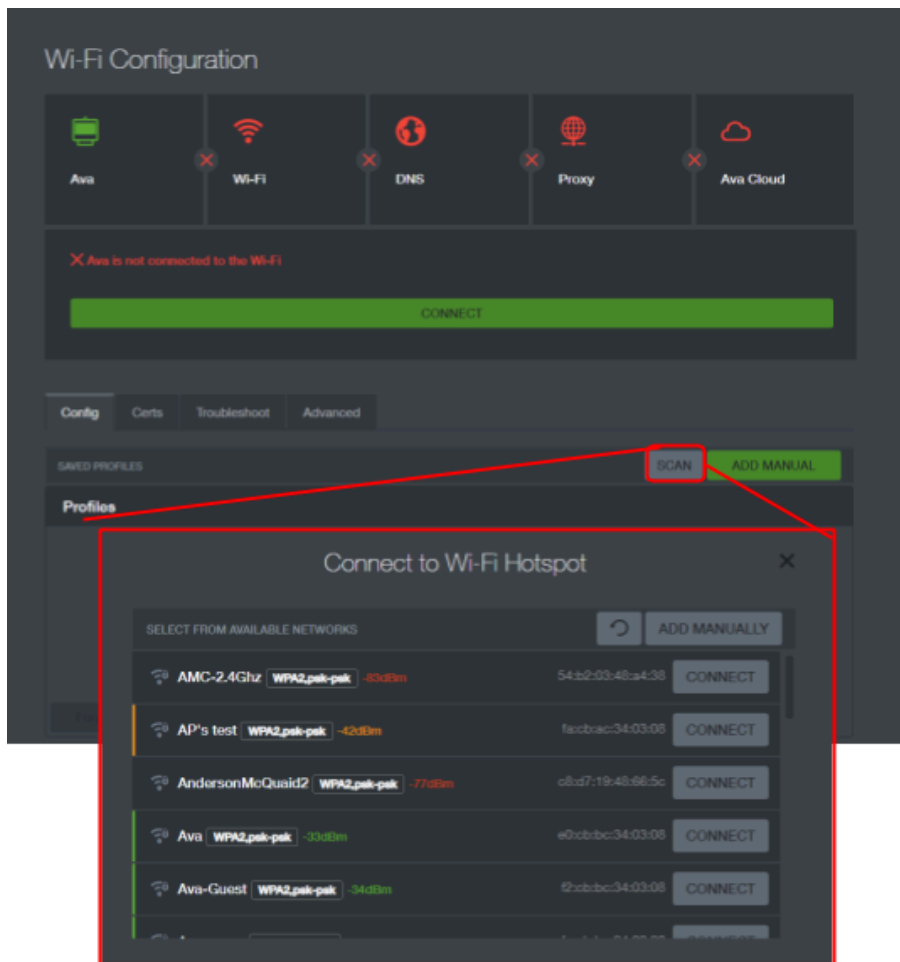 Wi-Fi Configuration
Ava
Wi-Fi
DNS
Proxy
Ava Cloud
Ava is not connected to the Wi-Fi
CONNECT
Config Certs Troubleshoot Advanced
SAVED PROFILES SCAN ADD MANUAL
Profiles
Connect to Wi-Fi Hotspot
SELECT FROM AVAILABLE NETWORKS ADD MANUALLY
AMC-2.4Ghz WPA2,psk-psk -83dBm 54:b2:03:48:a4:38 CONNECT
AP's test WPA2,psk-psk -42dBm fa:cb:ac:34:03:08 CONNECT
AndersonMcQuaid2 WPA2,psk-psk -77dBm c8:d7:19:48:66:5c CONNECT
Ava WPA2,psk-psk -33dBm e0:cb:bc:34:03:08 CONNECT
Ava-Guest WPA2,psk-psk -34dBm f2:cb:bc:34:03:08 CONNECT